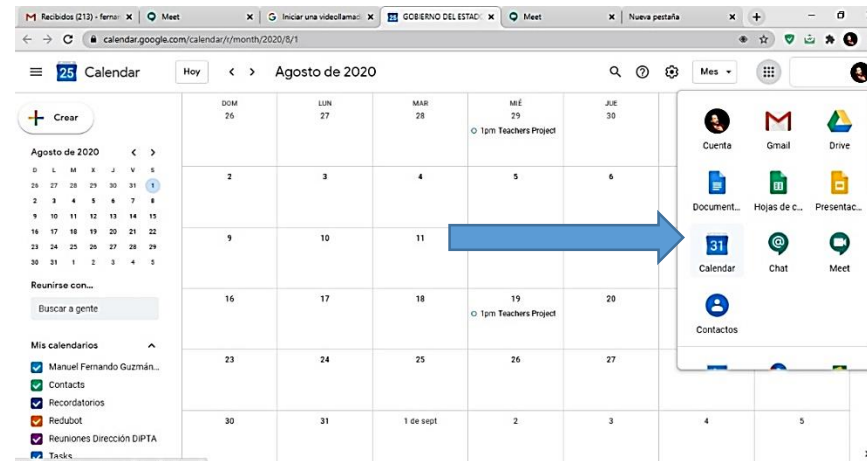 Recibidos (213) - fernar
Meet
Iniciar una videollamad
GOBIERNO DEL ESTADO
Meet
Nueva pestaña
calendar.google.com/calendar/r/month/2020/8/1
25 Calendar
Hoy
Agosto de 2020
Mes
Crear
Agosto de 2020
D L M X J V S
26 27 28 29 30 31 1
2 3 4 5 6 7 8
9 10 11 12 13 14 15
16 17 18 19 20 21 22
23 24 25 26 27 28 29
30 31 1 2 3 4 5
Reunirse con...
Buscar a gente
Mis calendarios
Manuel Fernando Guzmán...
Contacts
Recordatorios
Redubot
Reuniones Dirección DiPTA
Tasks
DOM LUN MAR MIÉ JUE
26 27 28 29 30
1pm Teachers Project
2 3 4 5 6
9 10 11
16 17 18 19 20
1pm Teachers Project
23 24 25 26 27
30 31 1 de sept 2 3 4 5
Cuenta Gmail Drive
Document... Hojas de c... Presentac...
31
Calendar Chat Meet
Contactos